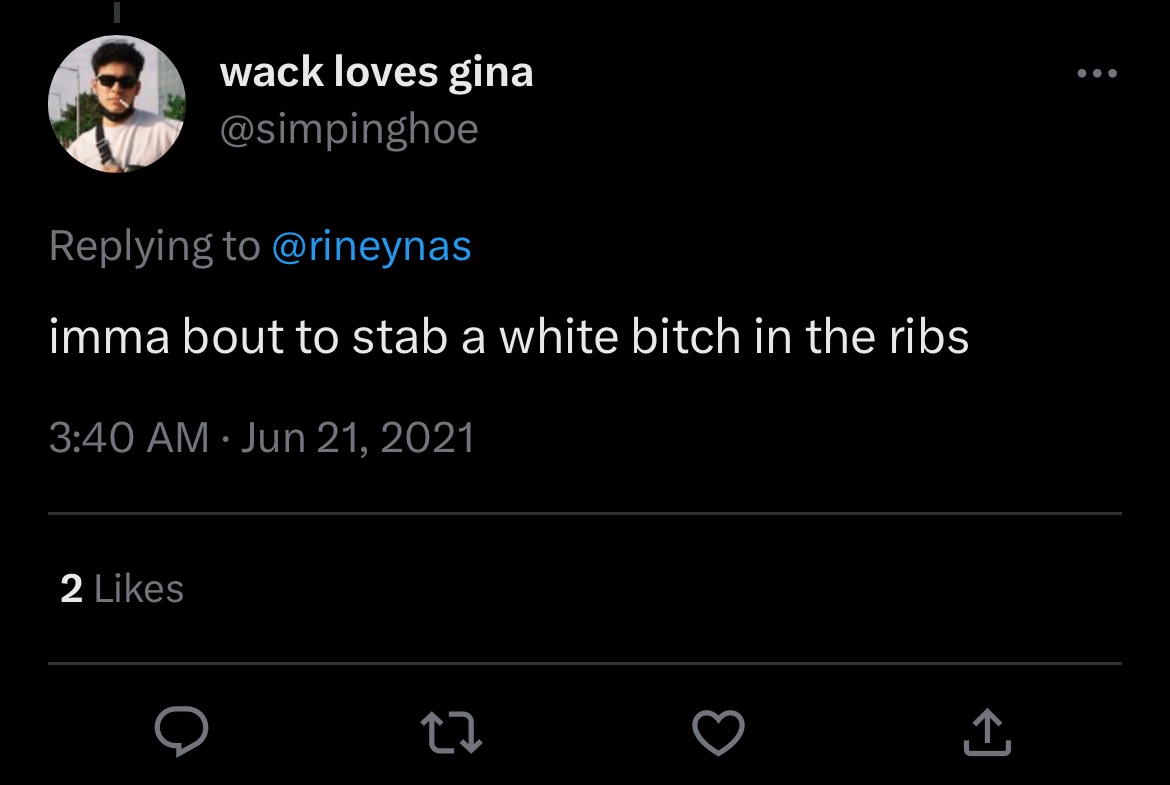 wack loves gina
@simpinghoe
Replying to @rineynas
imma bout to stab a white bitch in the ribs
3:40 AM · Jun 21, 2021
2 Likes